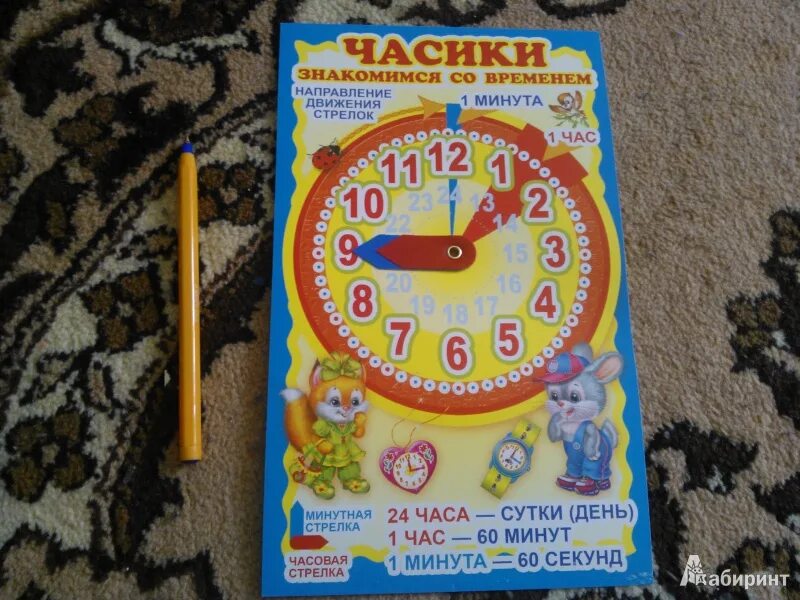 ЧАСИКИ
ЗНАКОМИМСЯ СО ВРЕМЕНЕМ
НАПРАВЛЕНИЕ
ДВИЖЕНИЯ
СТРЕЛОК
1 МИНУТА
1 ЧАС
12
11 1
10 2
9 3
8 4
7 5
6
24
23 13
22 14
15
20 16
19 17
18
МИНУТНАЯ
СТРЕЛКА
ЧАСОВАЯ
СТРЕЛКА
24 ЧАСА — СУТКИ (ДЕНЬ)
1 ЧАС — 60 МИНУТ
1 МИНУТА — 60 СЕКУНД
Лабиринт